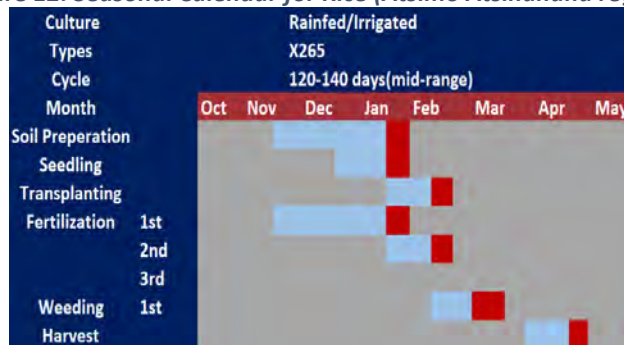 Culture Rainfed/Irrigated
Types X265
Cycle 120-140 days(mid-range)
Month Oct Nov Dec Jan Feb Mar Apr May
Soil Preperation
Seedling
Transplanting
Fertilization 1st
2nd
3rd
Weeding 1st
Harvest